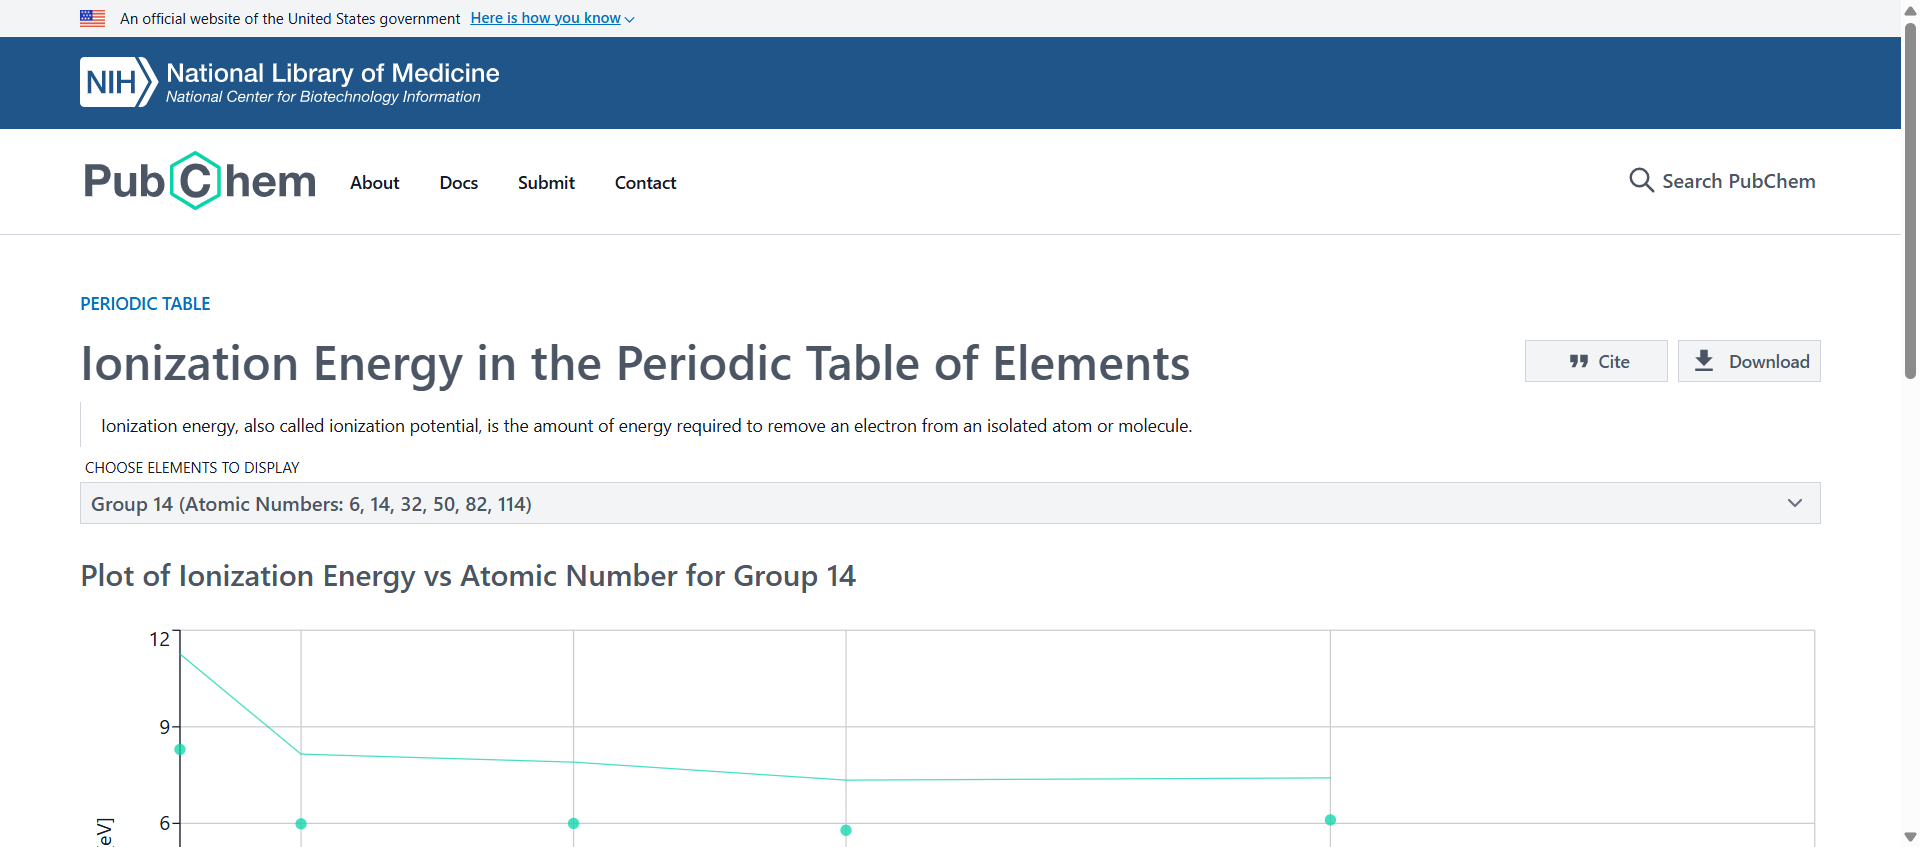 An official website of the United States government Here is how you know
NIH National Library of Medicine
National Center for Biotechnology Information
PubChem About Docs Submit Contact Search PubChem
PERIODIC TABLE
Ionization Energy in the Periodic Table of Elements Cite Download
Ionization energy, also called ionization potential, is the amount of energy required to remove an electron from an isolated atom or molecule.
CHOOSE ELEMENTS TO DISPLAY
Group 14 (Atomic Numbers: 6, 14, 32, 50, 82, 114)
Plot of Ionization Energy vs Atomic Number for Group 14
12
9
6
eV]